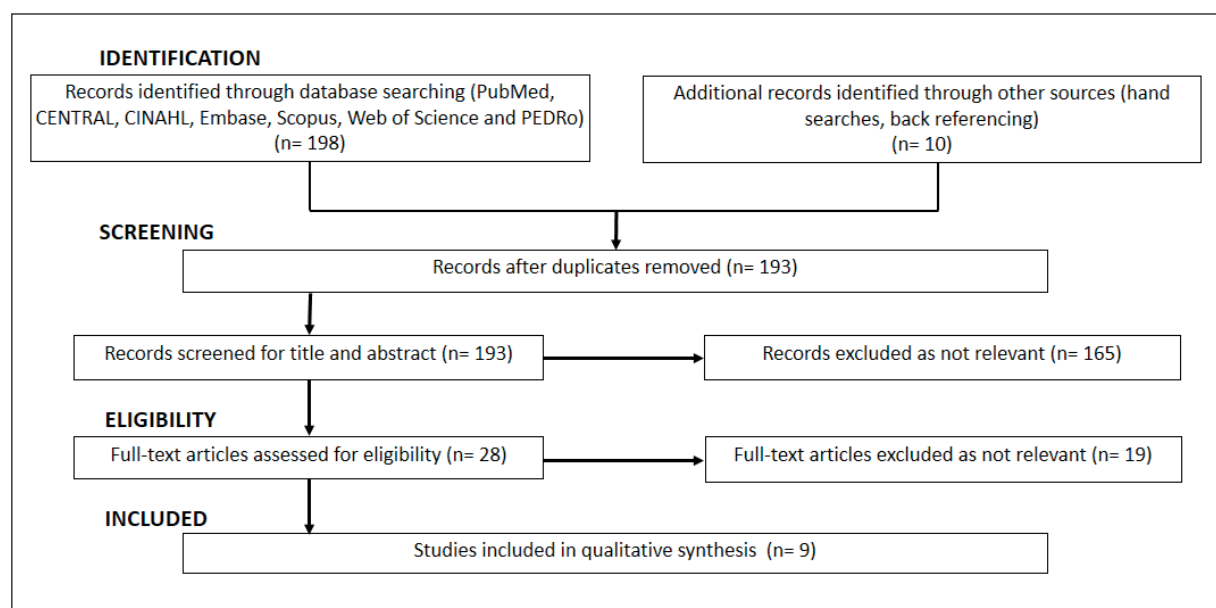 IDENTIFICATION
Records identified through database searching (PubMed,
CENTRAL, CINAHL, Embase, Scopus, Web of Science and PEDRo)
(n= 198)
Additional records identified through other sources (hand
searches, back referencing)
(n= 10)
SCREENING
Records after duplicates removed (n= 193)
Records screened for title and abstract (n= 193)
Records excluded as not relevant (n= 165)
ELIGIBILITY
Full-text articles assessed for eligibility (n= 28)
Full-text articles excluded as not relevant (n= 19)
INCLUDED
Studies included in qualitative synthesis (n= 9)